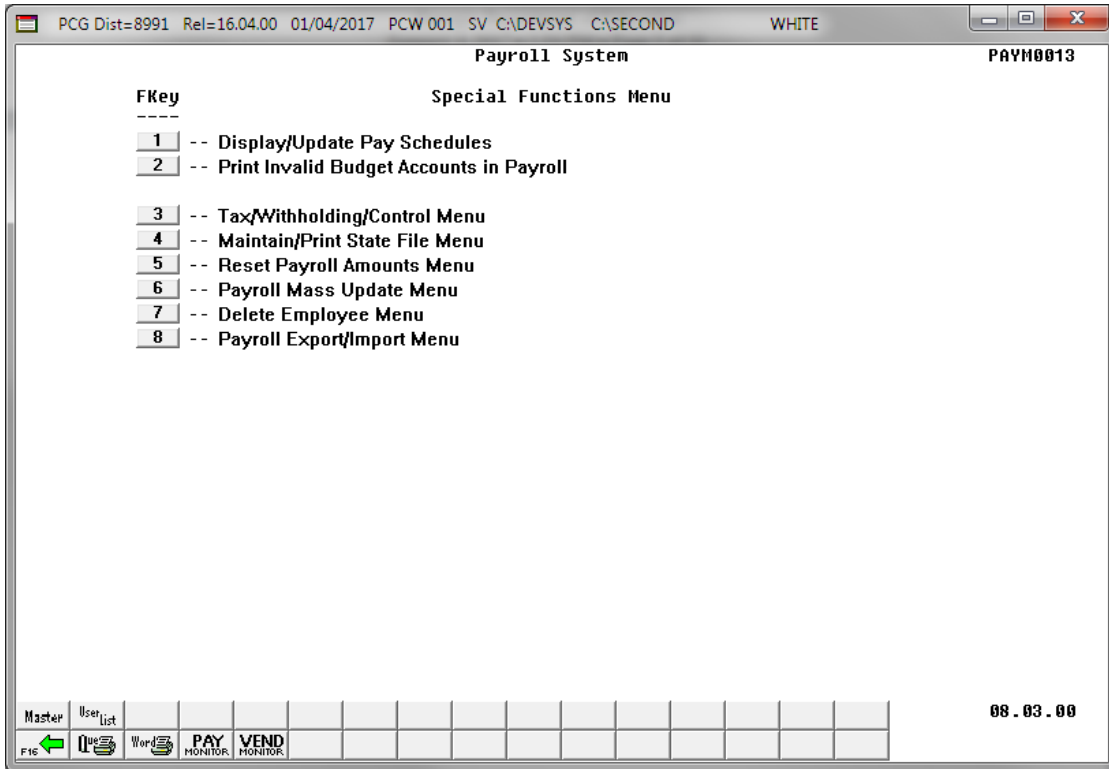 PCG Dist=8991 Rel=16.04.00 01/04/2017 PCW 001 SV C:\DEVSYS C:\SECOND WHITE
Payroll System PAYM0013
FKey Special Functions Menu
----
1 -- Display/Update Pay Schedules
2 -- Print Invalid Budget Accounts in Payroll
3 -- Tax/Withholding/Control Menu
4 -- Maintain/Print State File Menu
5 -- Reset Payroll Amounts Menu
6 -- Payroll Mass Update Menu
7 -- Delete Employee Menu
8 -- Payroll Export/Import Menu
Master User List 08.03.00
F16 Que Word PAY MONITOR VEND MONITOR